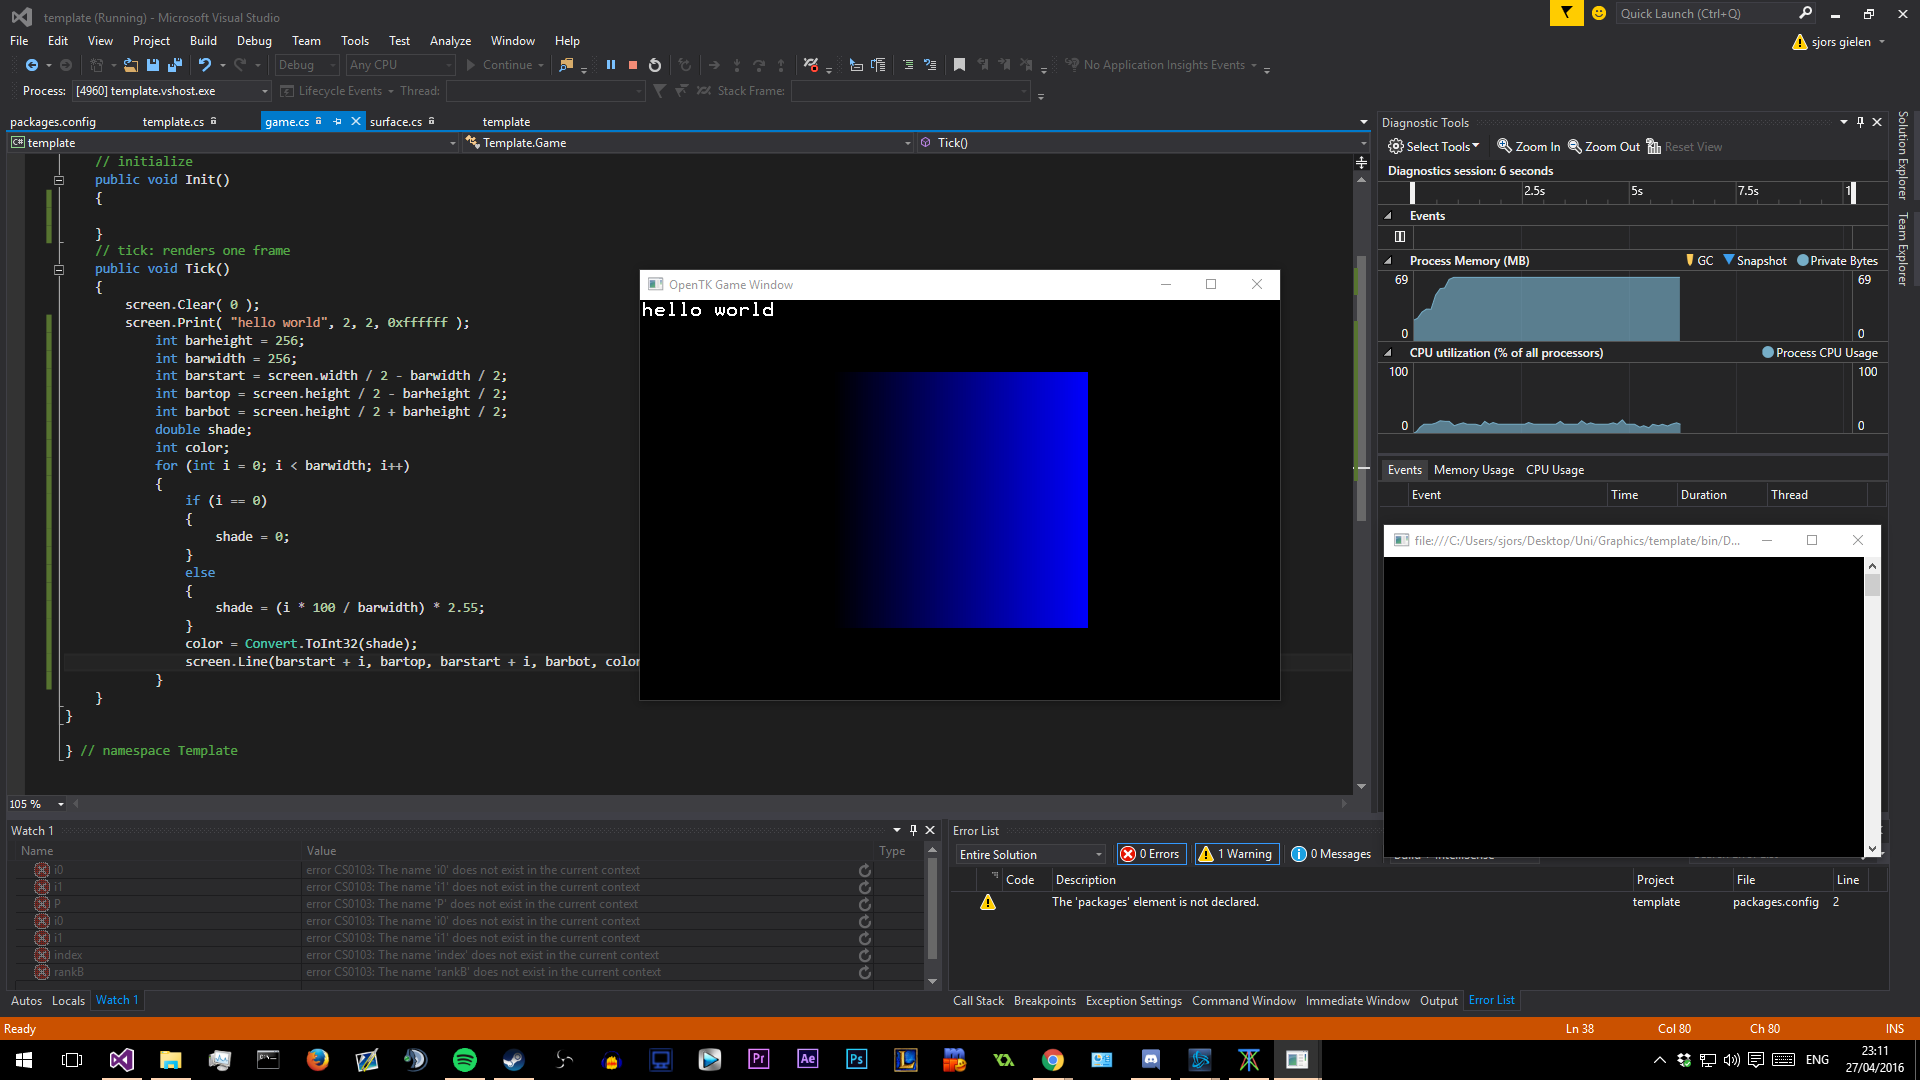 template (Running) - Microsoft Visual Studio
Quick Launch (Ctrl+Q)
File Edit View Project Build Debug Team Tools Test Analyze Window Help
sjors gielen
Debug Any CPU Continue No Application Insights Events
Process: [4960] template.vshost.exe Lifecycle Events Thread: Stack Frame:
packages.config template.cs game.cs surface.cs template
template Template.Game Tick()
// initialize
public void Init()
{
}
// tick: renders one frame
public void Tick()
{
screen.Clear( 0 );
screen.Print( "hello world", 2, 2, 0xffffff );
int barheight = 256;
int barwidth = 256;
int barstart = screen.width / 2 - barwidth / 2;
int bartop = screen.height / 2 - barheight / 2;
int barbot = screen.height / 2 + barheight / 2;
double shade;
int color;
for (int i = 0; i < barwidth; i++)
{
if (i == 0)
{
shade = 0;
}
else
{
shade = (i * 100 / barwidth) * 2.55;
}
color = Convert.ToInt32(shade);
screen.Line(barstart + i, bartop, barstart + i, barbot, color
}
}
}
} // namespace Template
105 %
OpenTK Game Window
hello world
Diagnostic Tools
Select Tools Zoom In Zoom Out Reset View
Diagnostics session: 6 seconds
2.5s 5s 7.5s 1
Events
Process Memory (MB) GC Snapshot Private Bytes
69 69
0 0
CPU utilization (% of all processors) Process CPU Usage
100 100
0 0
Events Memory Usage CPU Usage
Event Time Duration Thread
file:///C:/Users/sjors/Desktop/Uni/Graphics/template/bin/D...
Solution Explorer
Team Explorer
Watch 1
Name Value Type
i0 error CS0103: The name 'i0' does not exist in the current context
i1 error CS0103: The name 'i1' does not exist in the current context
P error CS0103: The name 'P' does not exist in the current context
i0 error CS0103: The name 'i0' does not exist in the current context
i1 error CS0103: The name 'i1' does not exist in the current context
index error CS0103: The name 'index' does not exist in the current context
rankB error CS0103: The name 'rankB' does not exist in the current context
Autos Locals Watch 1
Error List
Entire Solution 0 Errors 1 Warning 0 Messages
Code Description Project File Line
The 'packages' element is not declared. template packages.config 2
Call Stack Breakpoints Exception Settings Command Window Immediate Window Output Error List
Ready Ln 38 Col 80 Ch 80 INS
Pr Ae Ps
ENG
23:11
27/04/2016